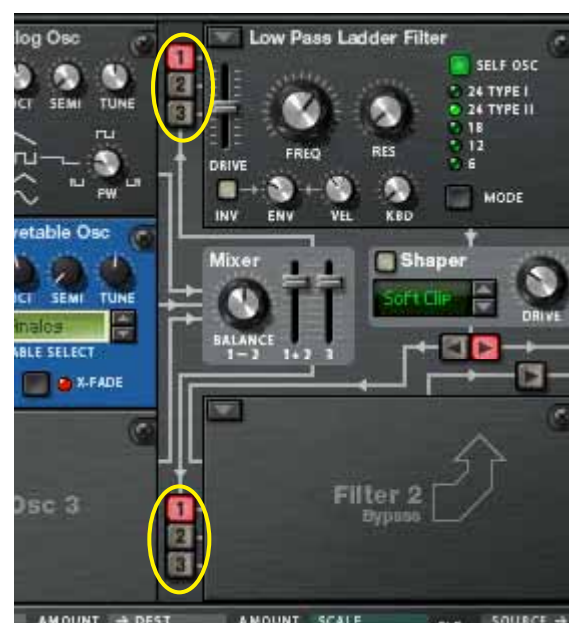 log Osc
Low Pass Ladder Filter
1
2
3
SELF OSC
24 TYPE I
24 TYPE II
18
12
6
SEMI TUNE
DRIVE
FREQ
RES
PW
INV ENV VEL KBD
MODE
vetable Osc
Mixer
Shaper
OCT SEMI TUNE
Soft Clip
DRIVE
BALANCE
1-2 1+2 3
X-FADE
1
2
3
Osc 3
Filter 2
Bypass
AMOUNT → DEST
AMOUNT SCALE
SOURCE →